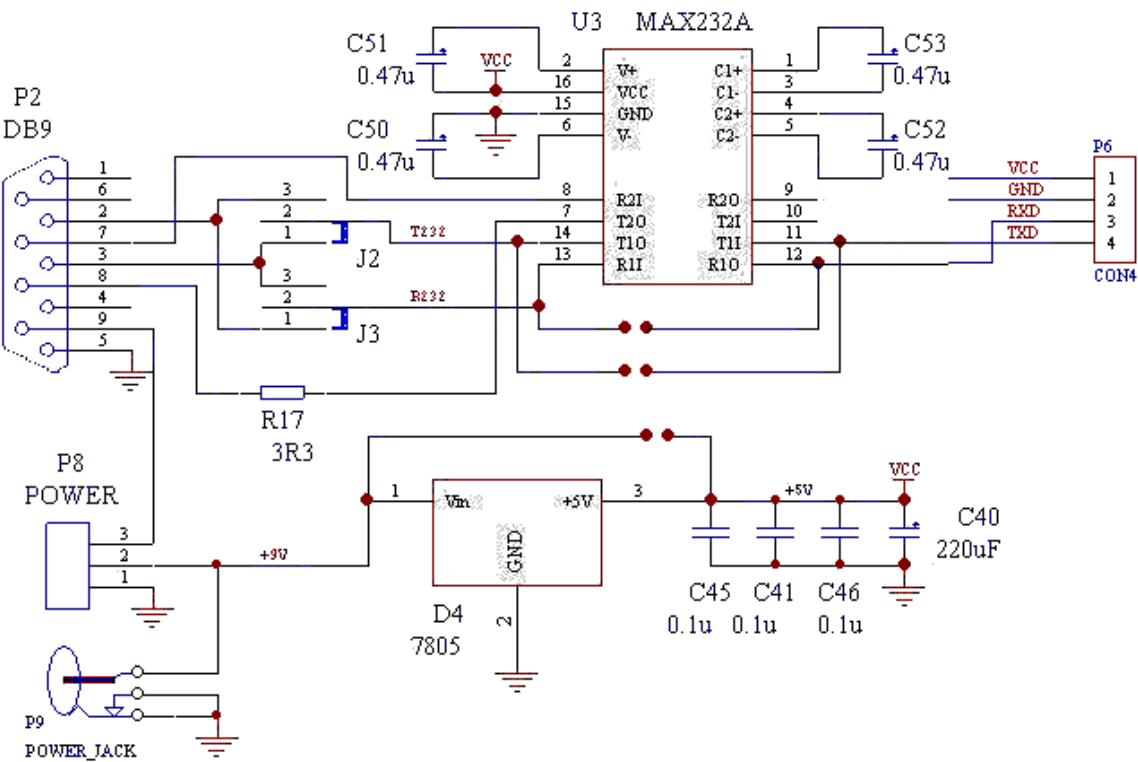 U3 MAX232A
C51
0.47u
VCC
C50
0.47u
2 V+
16 VCC
15 GND
6 V-
8 R2I
7 T2O
14 T1O
13 R1I
C1+ 1
C1- 3
C2+ 4
C2- 5
R2O 9
T2I 10
T1I 11
R1O 12
C53
0.47u
C52
0.47u
P6
VCC 1
GND 2
RXD 3
TXD 4
CON4
P2
DB9
1
6
2
7
3
8
4
9
5
3
2
1
J2
T232
3
2
1
J3
R232
R17
3R3
P8
POWER
3
2
1
+9V
1 Vin
+5V 3
GND
2
D4
7805
+5V
VCC
C40
220uF
C45 C41 C46
0.1u 0.1u 0.1u
P9
POWER_JACK